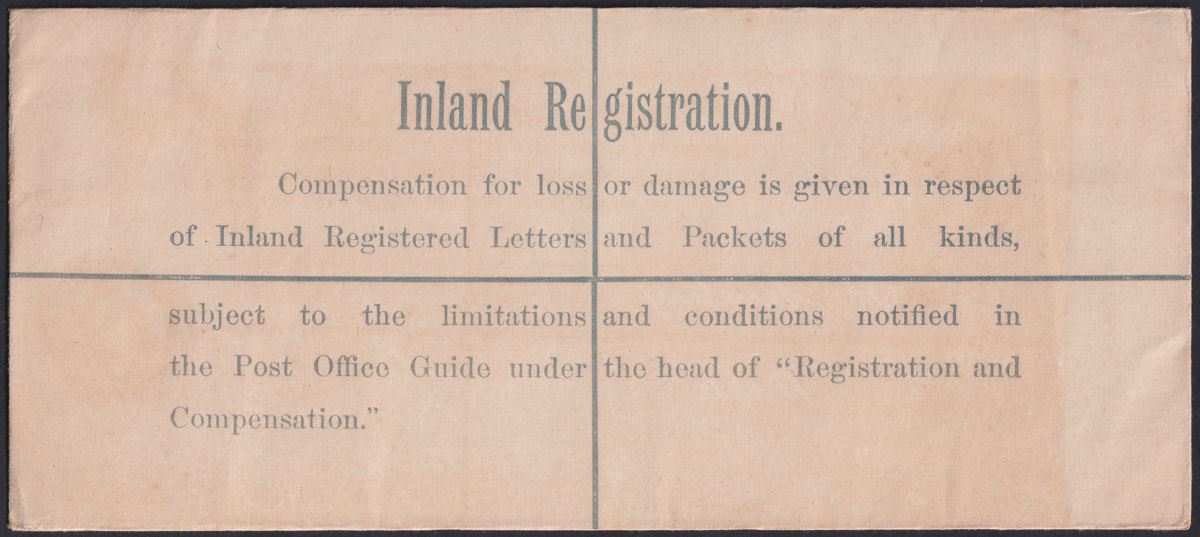 Inland Registration.
Compensation for loss or damage is given in respect
of Inland Registered Letters and Packets of all kinds,
subject to the limitations and conditions notified in
the Post Office Guide under the head of “Registration and
Compensation.”